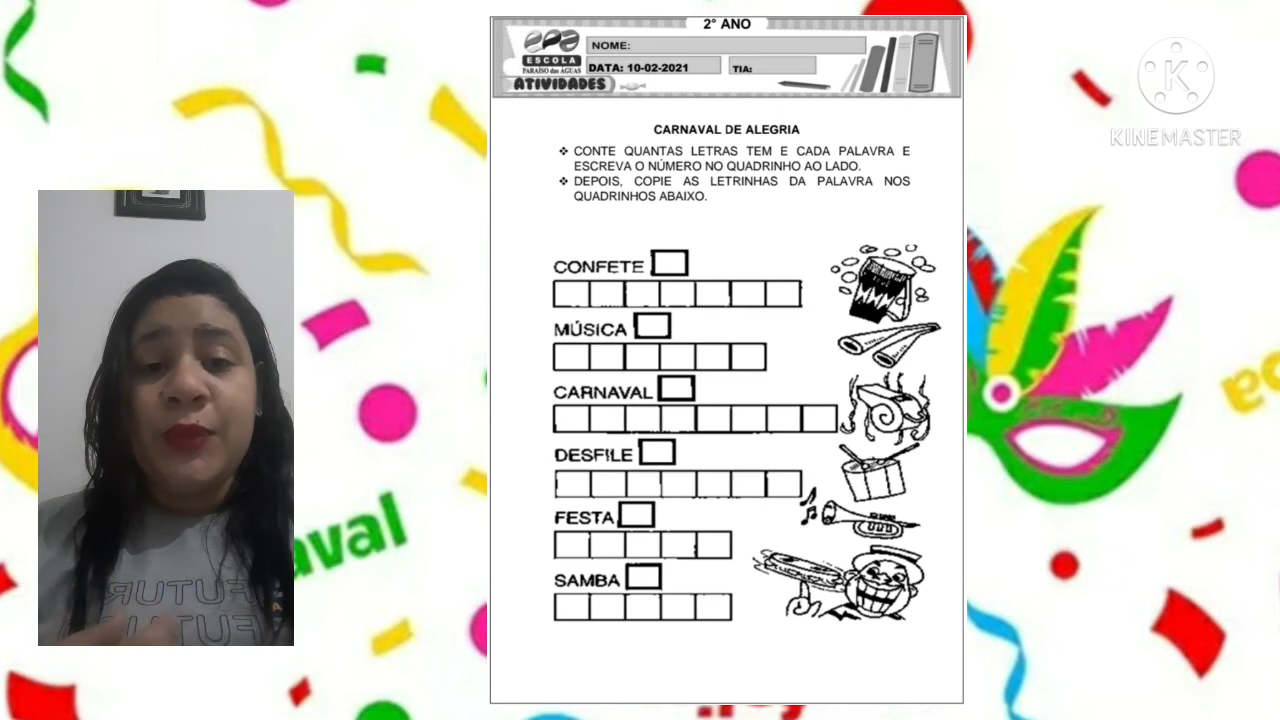 2° ANO
NOME:
ESCOLA
PARAÍSO das ÁGUAS
DATA: 10-02-2021
TIA:
ATIVIDADES
CARNAVAL DE ALEGRIA
❖ CONTE QUANTAS LETRAS TEM E CADA PALAVRA E
ESCREVA O NÚMERO NO QUADRINHO AO LADO.
❖ DEPOIS, COPIE AS LETRINHAS DA PALAVRA NOS
QUADRINHOS ABAIXO.
CONFETE
MÚSICA
CARNAVAL
DESFILE
FESTA
SAMBA
K
KINEMASTER
aval
FUTUR